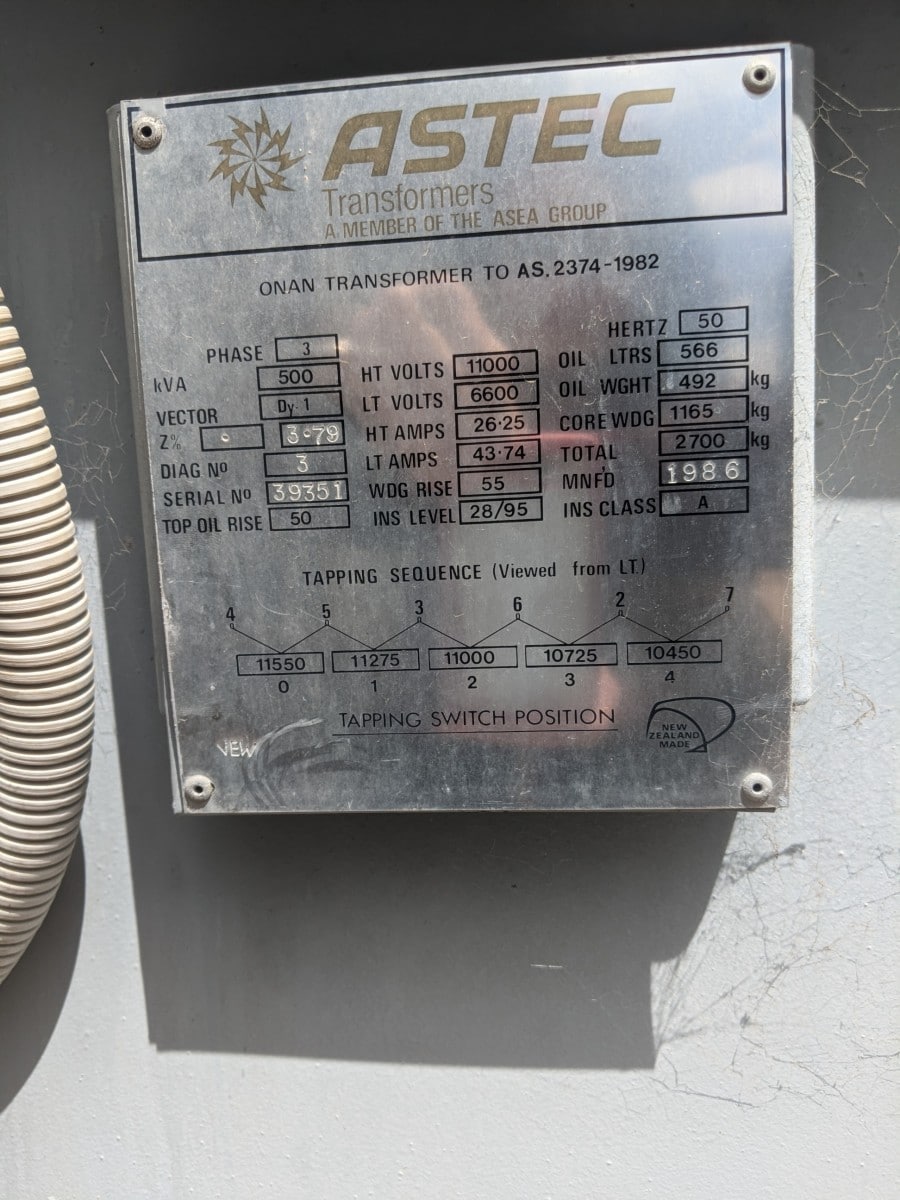 ASTEC
Transformers
A MEMBER OF THE ASEA GROUP
ONAN TRANSFORMER TO AS.2374-1982
PHASE 3
kVA 500
VECTOR Dy·1
Z% · 3·79
DIAG Nº 3
SERIAL Nº 39351
TOP OIL RISE 50
HT VOLTS 11000
LT VOLTS 6600
HT AMPS 26·25
LT AMPS 43·74
WDG RISE 55
INS LEVEL 28/95
HERTZ 50
OIL LTRS 566
OIL WGHT 492 kg
CORE WDG 1165 kg
TOTAL 2700 kg
MNF'D 1986
INS CLASS A
TAPPING SEQUENCE (Viewed from LT.)
4 5 3 6 2 7
11550 11275 11000 10725 10450
0 1 2 3 4
TAPPING SWITCH POSITION
NEW
ZEALAND
MADE
VEW